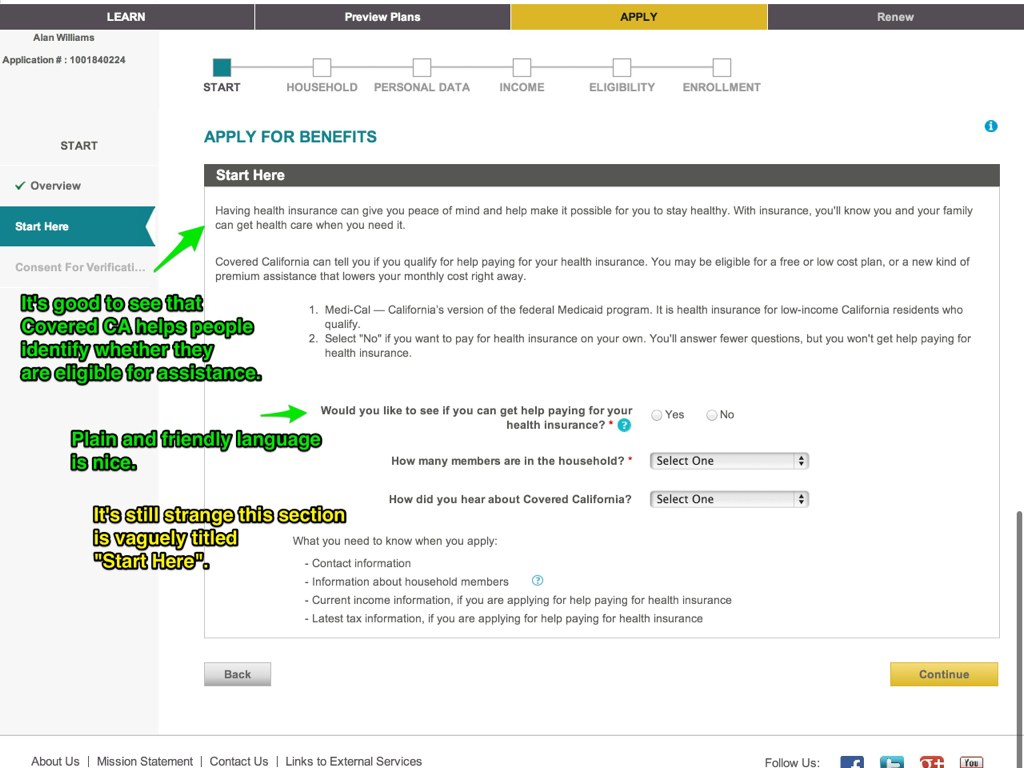 LEARN
Preview Plans
APPLY
Renew
Alan Williams
Application # : 1001840224
START
HOUSEHOLD
PERSONAL DATA
INCOME
ELIGIBILITY
ENROLLMENT
START
Overview
Start Here
Consent For Verificati...
APPLY FOR BENEFITS
Start Here
Having health insurance can give you peace of mind and help make it possible for you to stay healthy. With insurance, you'll know you and your family
can get health care when you need it.
Covered California can tell you if you qualify for help paying for your health insurance. You may be eligible for a free or low cost plan, or a new kind of
premium assistance that lowers your monthly cost right away.
1. Medi-Cal — California's version of the federal Medicaid program. It is health insurance for low-income California residents who
qualify.
2. Select "No" if you want to pay for health insurance on your own. You'll answer fewer questions, but you won't get help paying for
health insurance.
It's good to see that
Covered CA helps people
identify whether they
are eligible for assistance.
Would you like to see if you can get help paying for your
health insurance? * ?
Yes
No
Plain and friendly language
is nice.
How many members are in the household? *
Select One
How did you hear about Covered California?
Select One
It's still strange this section
is vaguely titled
"Start Here".
What you need to know when you apply:
- Contact information
- Information about household members ?
- Current income information, if you are applying for help paying for health insurance
- Latest tax information, if you are applying for help paying for health insurance
Back
Continue
About Us | Mission Statement | Contact Us | Links to External Services
Follow Us:
You